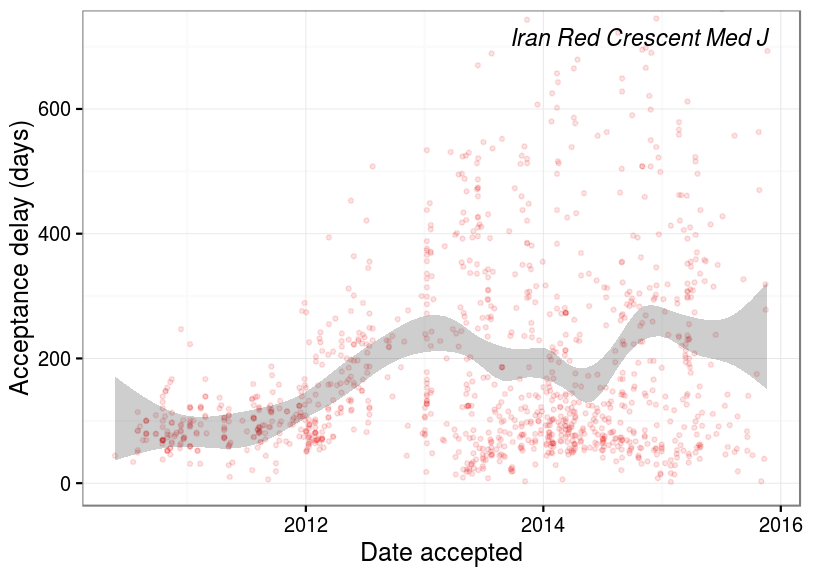 Iran Red Crescent Med J
Acceptance delay (days)
600
400
200
0
2012
2014
2016
Date accepted